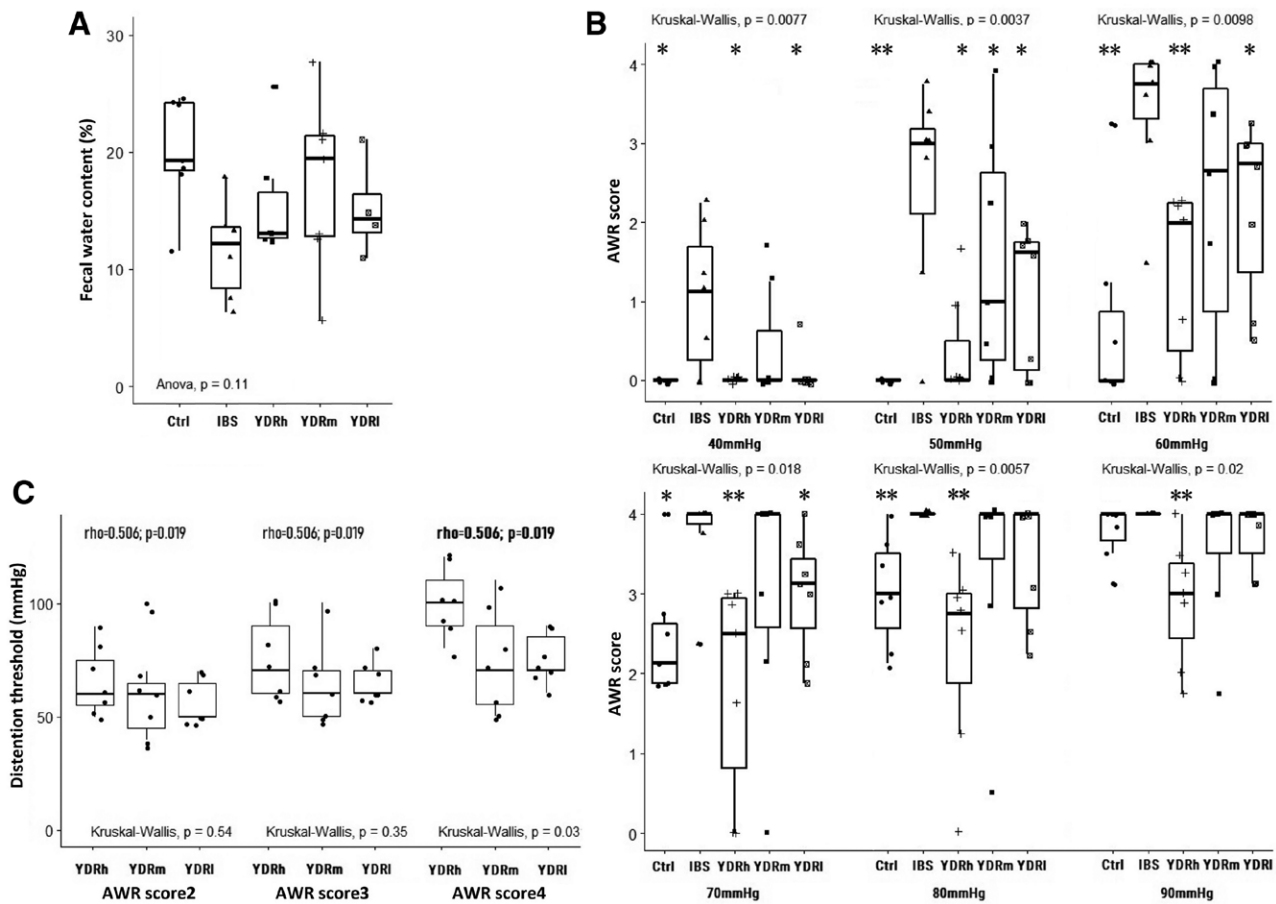 A
Fecal water content (%)
30
20
10
0
Anova, p = 0.11
Ctrl IBS YDRh YDRm YDRl
B
Kruskal-Wallis, p = 0.0077 Kruskal-Wallis, p = 0.0037 Kruskal-Wallis, p = 0.0098
* * * ** * * * ** ** *
AWR score
4
3
2
1
0
Ctrl IBS YDRh YDRm YDRl Ctrl IBS YDRh YDRm YDRl Ctrl IBS YDRh YDRm YDRl
40mmHg 50mmHg 60mmHg
Kruskal-Wallis, p = 0.018 Kruskal-Wallis, p = 0.0057 Kruskal-Wallis, p = 0.02
* ** * ** ** **
AWR score
4
3
2
1
0
Ctrl IBS YDRh YDRm YDRl Ctrl IBS YDRh YDRm YDRl Ctrl IBS YDRh YDRm YDRl
70mmHg 80mmHg 90mmHg
C
Distention threshold (mmHg)
rho=0.506; p=0.019 rho=0.506; p=0.019 rho=0.506; p=0.019
100
50
0
Kruskal-Wallis, p = 0.54 Kruskal-Wallis, p = 0.35 Kruskal-Wallis, p = 0.03
YDRh YDRm YDRl YDRh YDRm YDRl YDRh YDRm YDRl
AWR score2 AWR score3 AWR score4